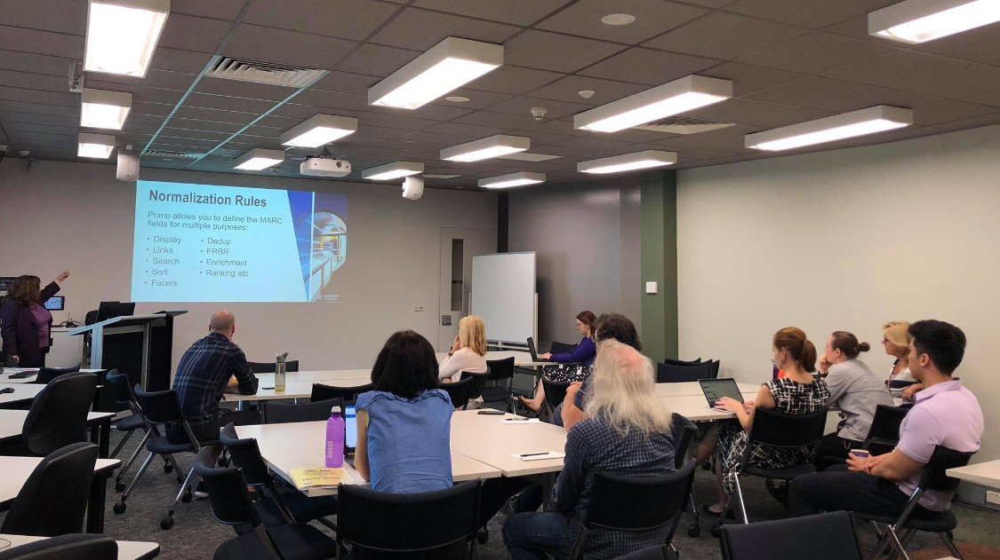 Normalization Rules
Primo allows you to define the MARC
fields for multiple purposes:
• Display
• Links
• Search
• Sort
• Facets
• Dedup
• FRBR
• Enrichment
• Ranking etc
SMASH